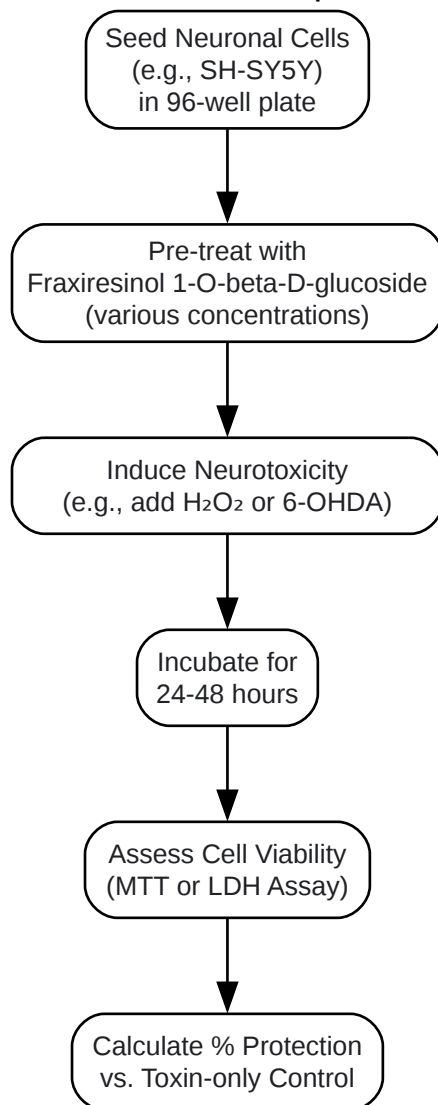 Seed Neuronal Cells
(e.g., SH-SY5Y)
in 96-well plate
Pre-treat with
Fraxiresinol 1-O-beta-D-glucoside
(various concentrations)
Induce Neurotoxicity
(e.g., add H₂O₂ or 6-OHDA)
Incubate for
24-48 hours
Assess Cell Viability
(MTT or LDH Assay)
Calculate % Protection
vs. Toxin-only Control